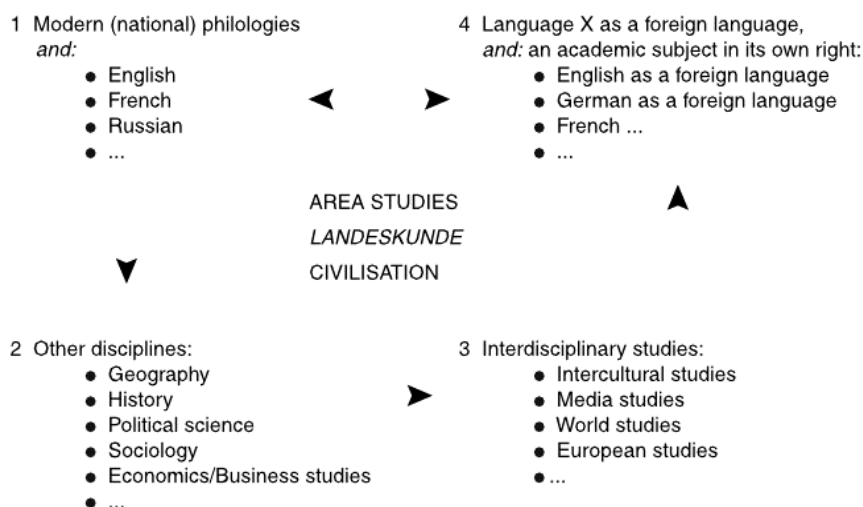 1 Modern (national) philologies
and:
● English
● French
● Russian
● ...
4 Language X as a foreign language,
and: an academic subject in its own right:
● English as a foreign language
● German as a foreign language
● French ...
● ...
AREA STUDIES
LANDESKUNDE
CIVILISATION
2 Other disciplines:
● Geography
● History
● Political science
● Sociology
● Economics/Business studies
● ...
3 Interdisciplinary studies:
● Intercultural studies
● Media studies
● World studies
● European studies
● ...